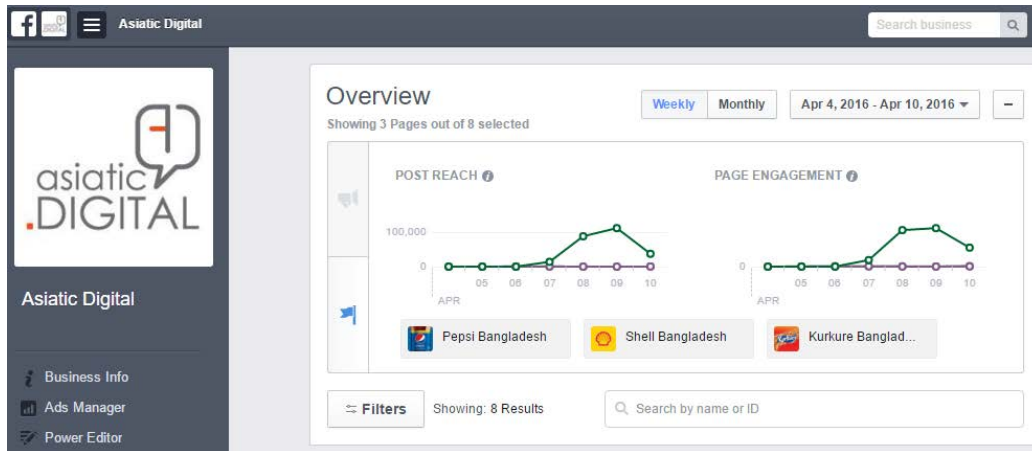 Asiatic Digital
Search business
asiatic
.DIGITAL
Asiatic Digital
Business Info
Ads Manager
Power Editor
Overview
Showing 3 Pages out of 8 selected
Weekly Monthly Apr 4, 2016 - Apr 10, 2016
POST REACH
100,000
0
05 06 07 08 09 10
APR
PAGE ENGAGEMENT
0
05 06 07 08 09 10
APR
Pepsi Bangladesh Shell Bangladesh Kurkure Banglad...
Filters Showing: 8 Results Search by name or ID